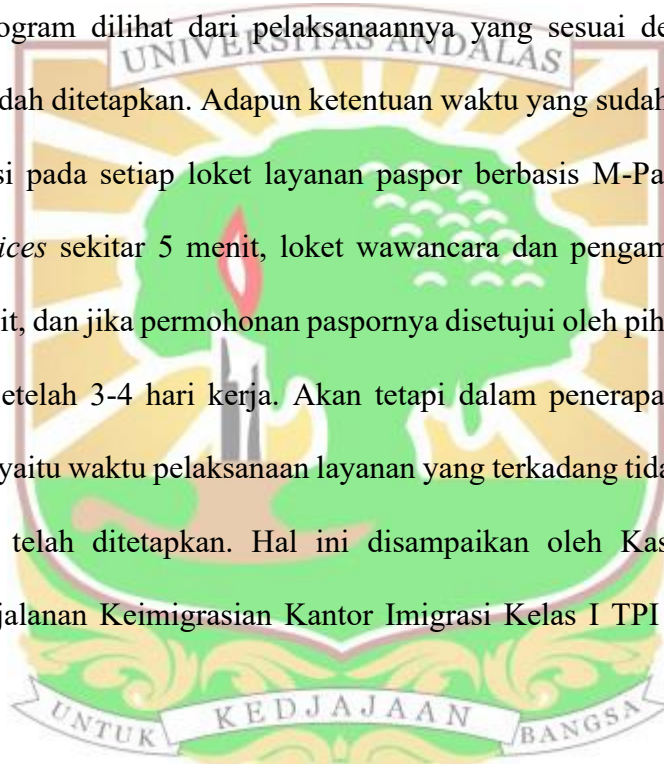 ogram dilihat dari pelaksanaannya yang sesuai de
UNIVERSITAS ANDALAS
dah ditetapkan. Adapun ketentuan waktu yang sudah
si pada setiap loket layanan paspor berbasis M-Pa
ices sekitar 5 menit, loket wawancara dan pengam
it, dan jika permohonan paspornya disetujui oleh pih
etelah 3-4 hari kerja. Akan tetapi dalam penerapa
yaitu waktu pelaksanaan layanan yang terkadang tida
telah ditetapkan. Hal ini disampaikan oleh Kas
jalanan Keimigrasian Kantor Imigrasi Kelas I TPI
UNTUK KEDJAJAAN BANGSA